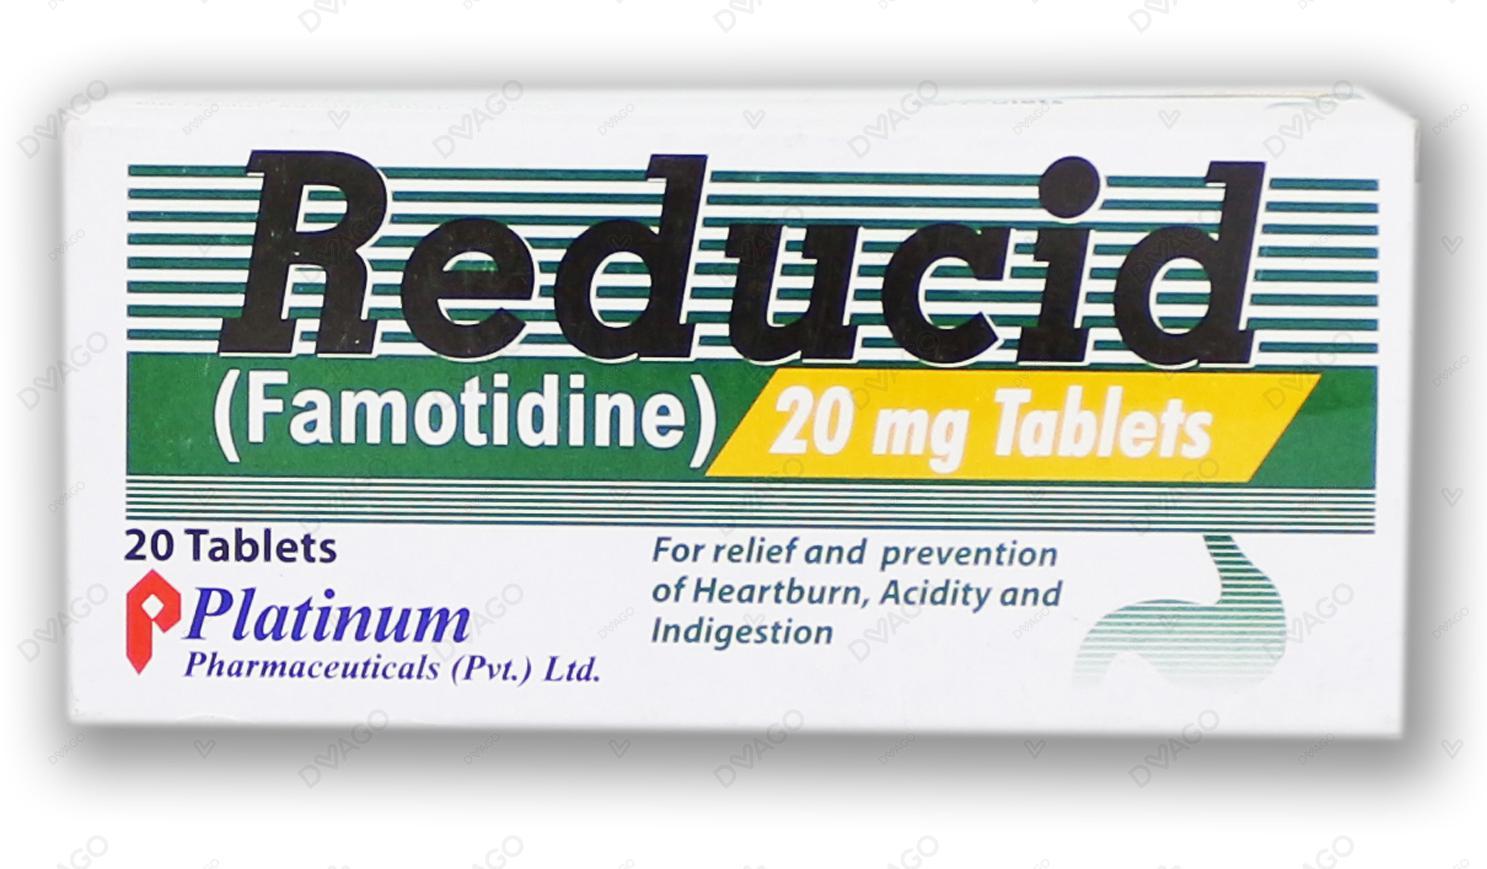 Reducid
(Famotidine) 20 mg Tablets
20 Tablets
Platinum
Pharmaceuticals (Pvt.) Ltd.
For relief and prevention
of Heartburn, Acidity and
Indigestion
DVAGO